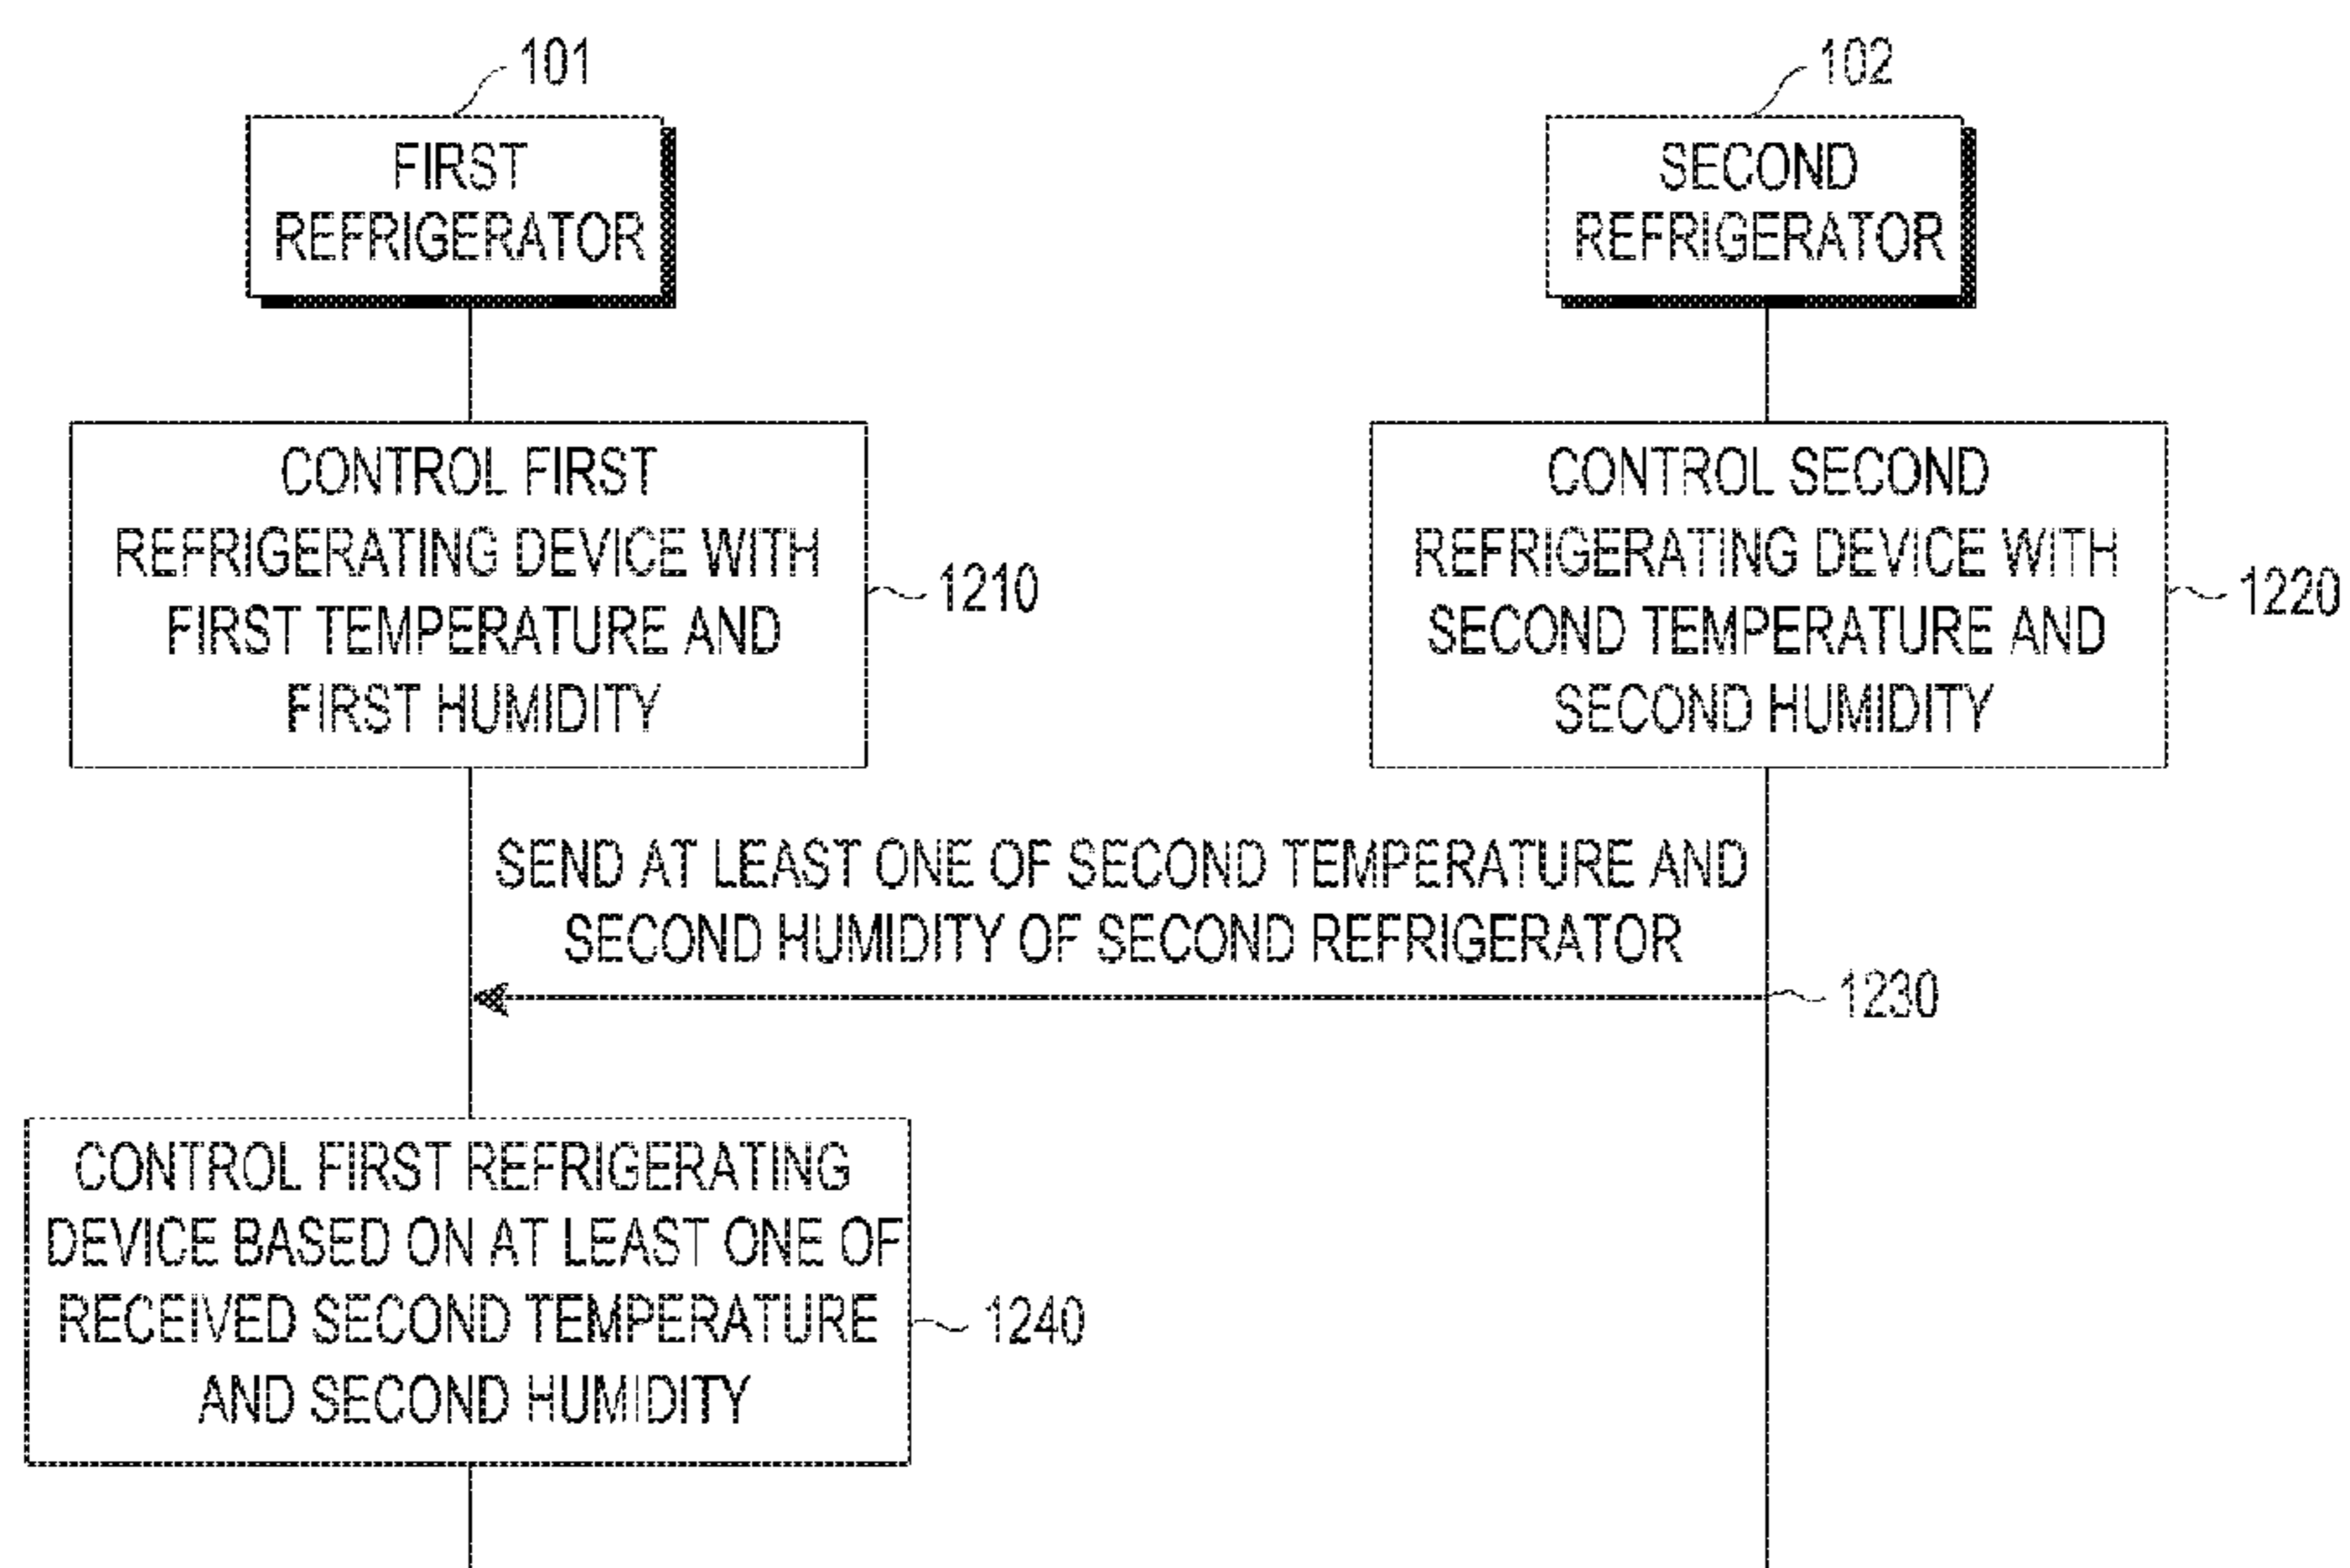 101
FIRST
REFRIGERATOR
102
SECOND
REFRIGERATOR
CONTROL FIRST
REFRIGERATING DEVICE WITH
FIRST TEMPERATURE AND
FIRST HUMIDITY
1210
CONTROL SECOND
REFRIGERATING DEVICE WITH
SECOND TEMPERATURE AND
SECOND HUMIDITY
1220
SEND AT LEAST ONE OF SECOND TEMPERATURE AND
SECOND HUMIDITY OF SECOND REFRIGERATOR
1230
CONTROL FIRST REFRIGERATING
DEVICE BASED ON AT LEAST ONE OF
RECEIVED SECOND TEMPERATURE
AND SECOND HUMIDITY
1240